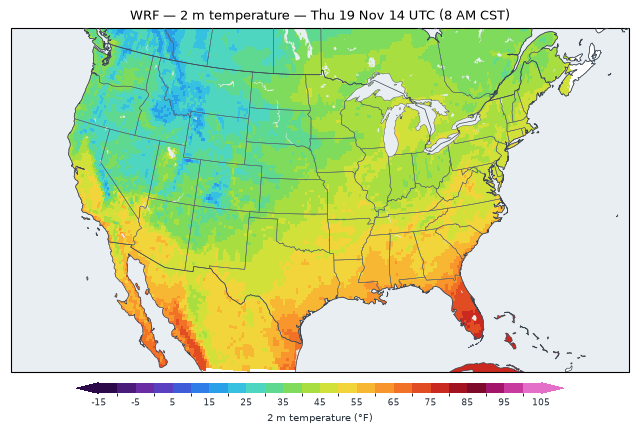 WRF — 2 m temperature — Thu 19 Nov 14 UTC (8 AM CST)
-15 -5 5 15 25 35 45 55 65 75 85 95 105
2 m temperature (°F)